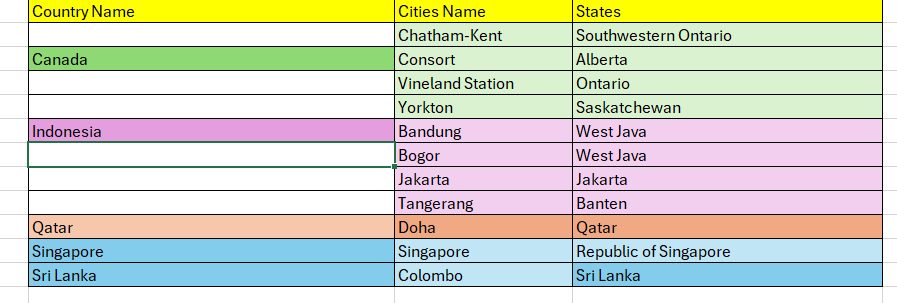 Country Name Cities Name States
Chatham-Kent Southwestern Ontario
Canada Consort Alberta
Vineland Station Ontario
Yorkton Saskatchewan
Indonesia Bandung West Java
Bogor West Java
Jakarta Jakarta
Tangerang Banten
Qatar Doha Qatar
Singapore Singapore Republic of Singapore
Sri Lanka Colombo Sri Lanka